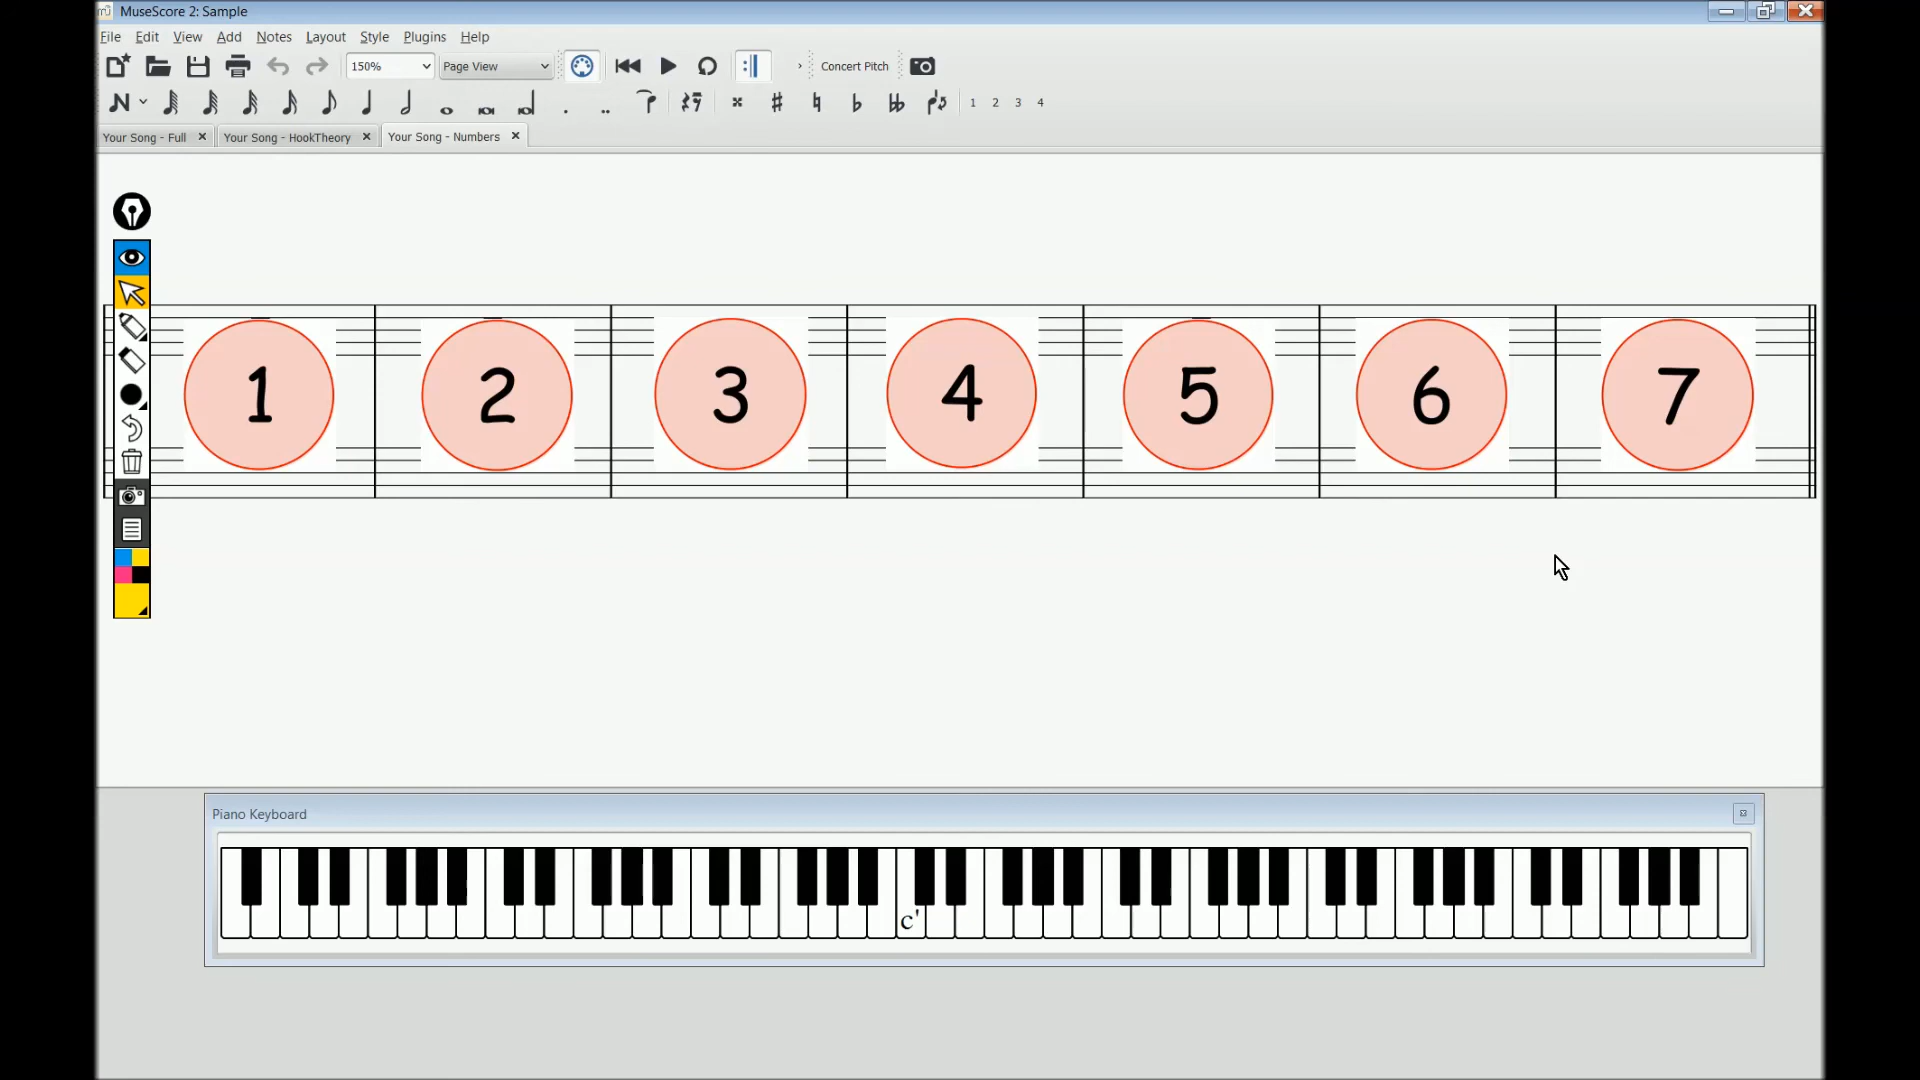 MuseScore 2: Sample
File Edit View Add Notes Layout Style Plugins Help
150% Page View Concert Pitch
N 1 2 3 4
Your Song - Full Your Song - HookTheory Your Song - Numbers
1 2 3 4 5 6 7
Piano Keyboard
c'